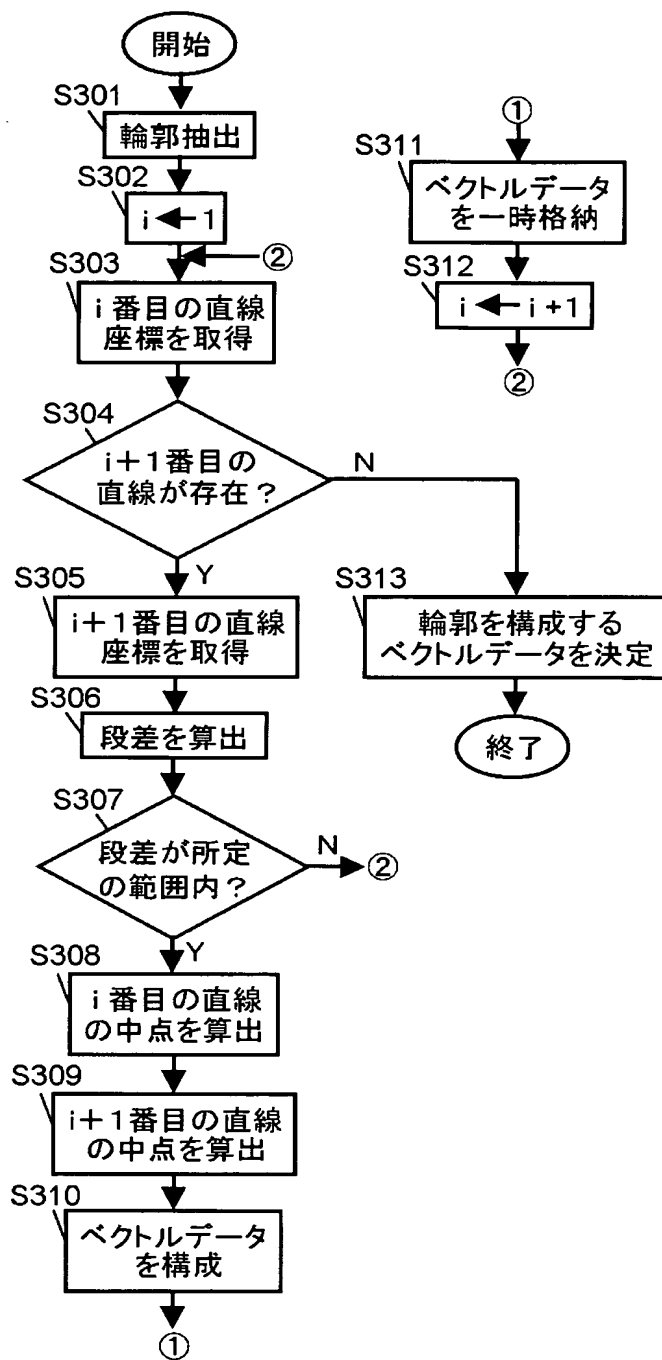 開始
S301
輪郭抽出
S302
i ← 1
②
S303
i番目の直線
座標を取得
S304
i+1番目の
直線が存在？
N
Y
S305
i+1番目の直線
座標を取得
S306
段差を算出
S307
段差が所定
の範囲内？
N
②
Y
S308
i番目の直線
の中点を算出
S309
i+1番目の直線
の中点を算出
S310
ベクトルデータ
を構成
①
①
S311
ベクトルデータ
を一時格納
S312
i ← i+1
②
S313
輪郭を構成する
ベクトルデータを決定
終了